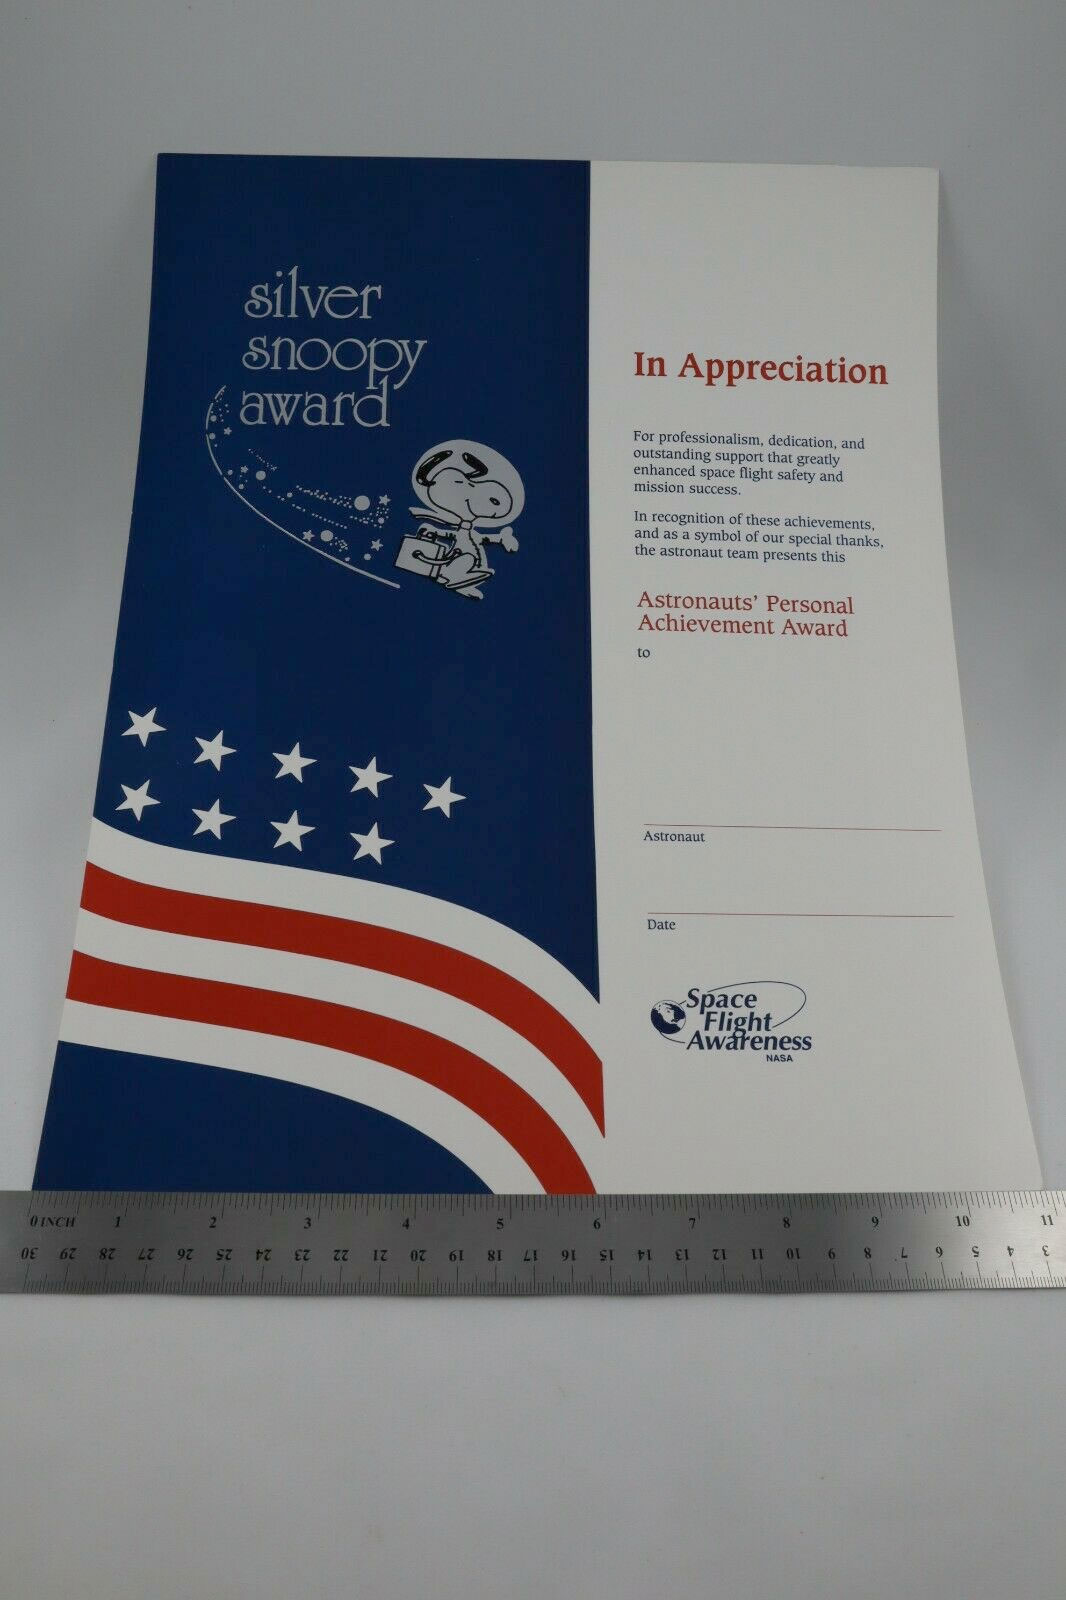 silver
snoopy
award
In Appreciation
For professionalism, dedication, and
outstanding support that greatly
enhanced space flight safety and
mission success.
In recognition of these achievements,
and as a symbol of our special thanks,
the astronaut team presents this
Astronauts' Personal
Achievement Award
to
Astronaut
Date
Space
Flight
Awareness
NASA
0 INCH 1 2 3 4 5 6 7 8 9 10 11
30 29 28 27 26 25 24 23 22 21 20 19 18 17 16 15 14 13 12 11 10 9 8 7 6 5 4 3